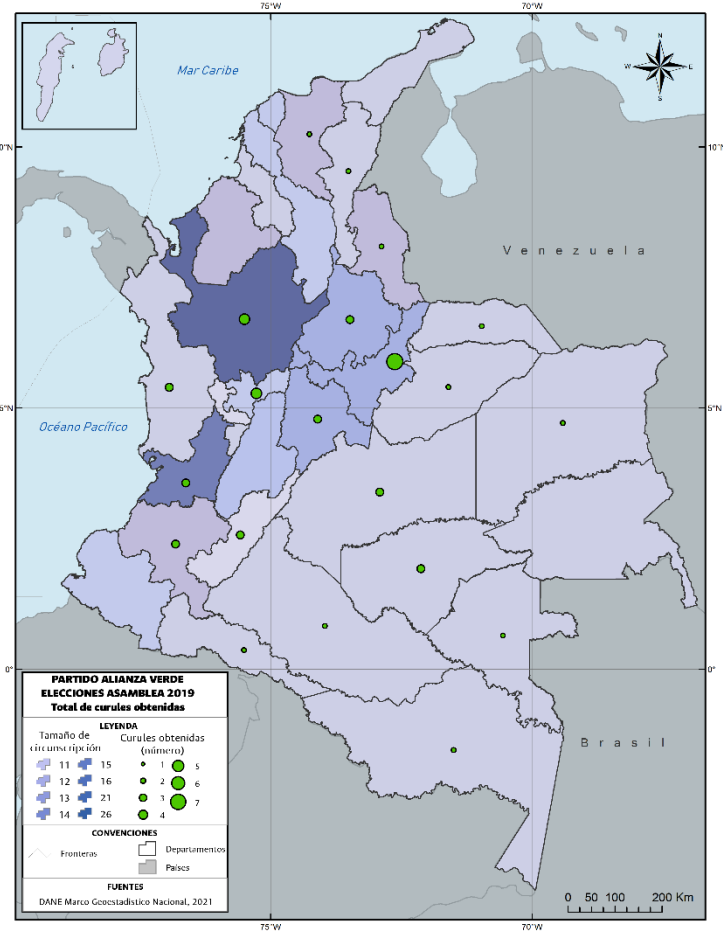 75°W 70°W
N
W E
S
Mar Caribe
0°N 10°N
Venezuela
5°N 5°N
Océano Pacífico
0° 0°
PARTIDO ALIANZA VERDE
ELECCIONES ASAMBLEA 2019
Total de curules obtenidas
LEYENDA
Tamaño de circunscripción
11 15
12 16
13 21
14 26
Curules obtenidas
(número)
1 5
2 6
3 7
4
CONVENCIONES
Fronteras
Departamentos
Países
FUENTES
DANE Marco Geoestadístico Nacional, 2021
Brasil
0 50 100 200 Km
75°W 70°W